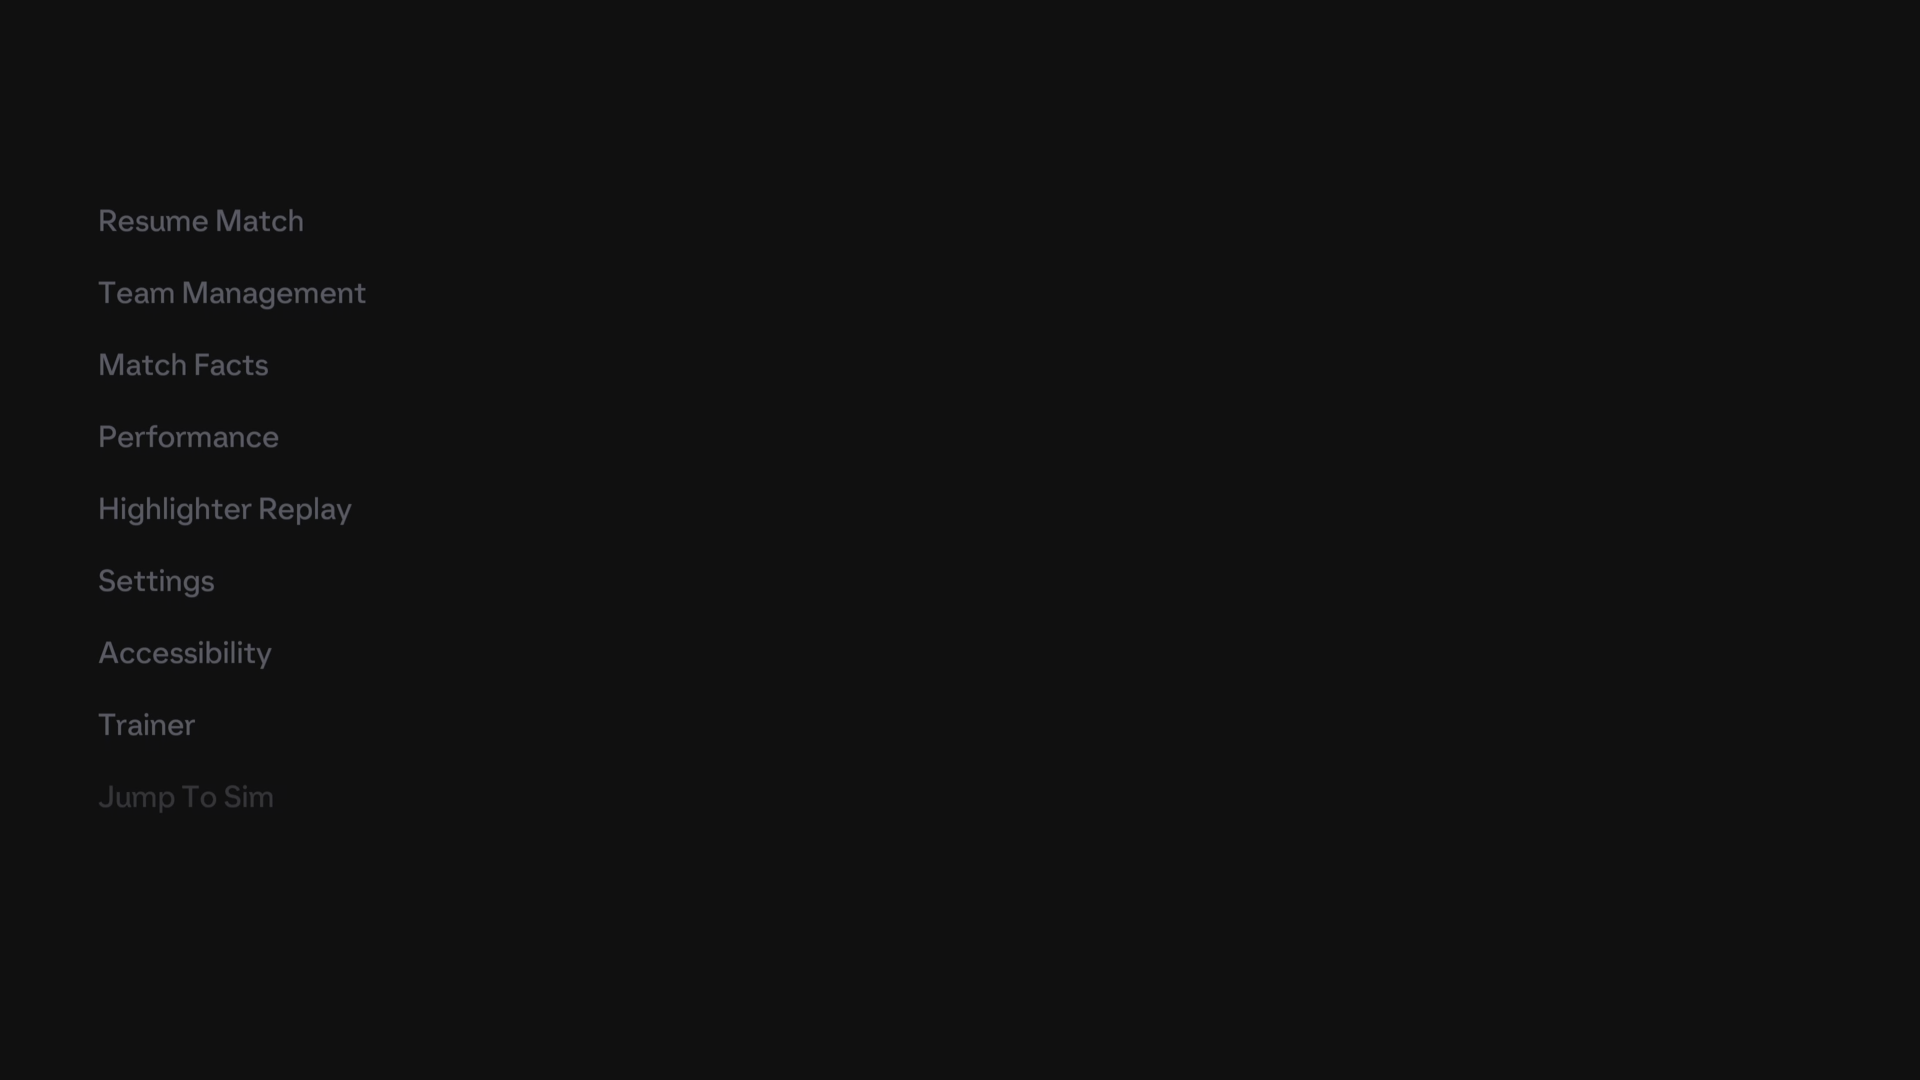 Resume Match
Team Management
Match Facts
Performance
Highlighter Replay
Settings
Accessibility
Trainer
Jump To Sim